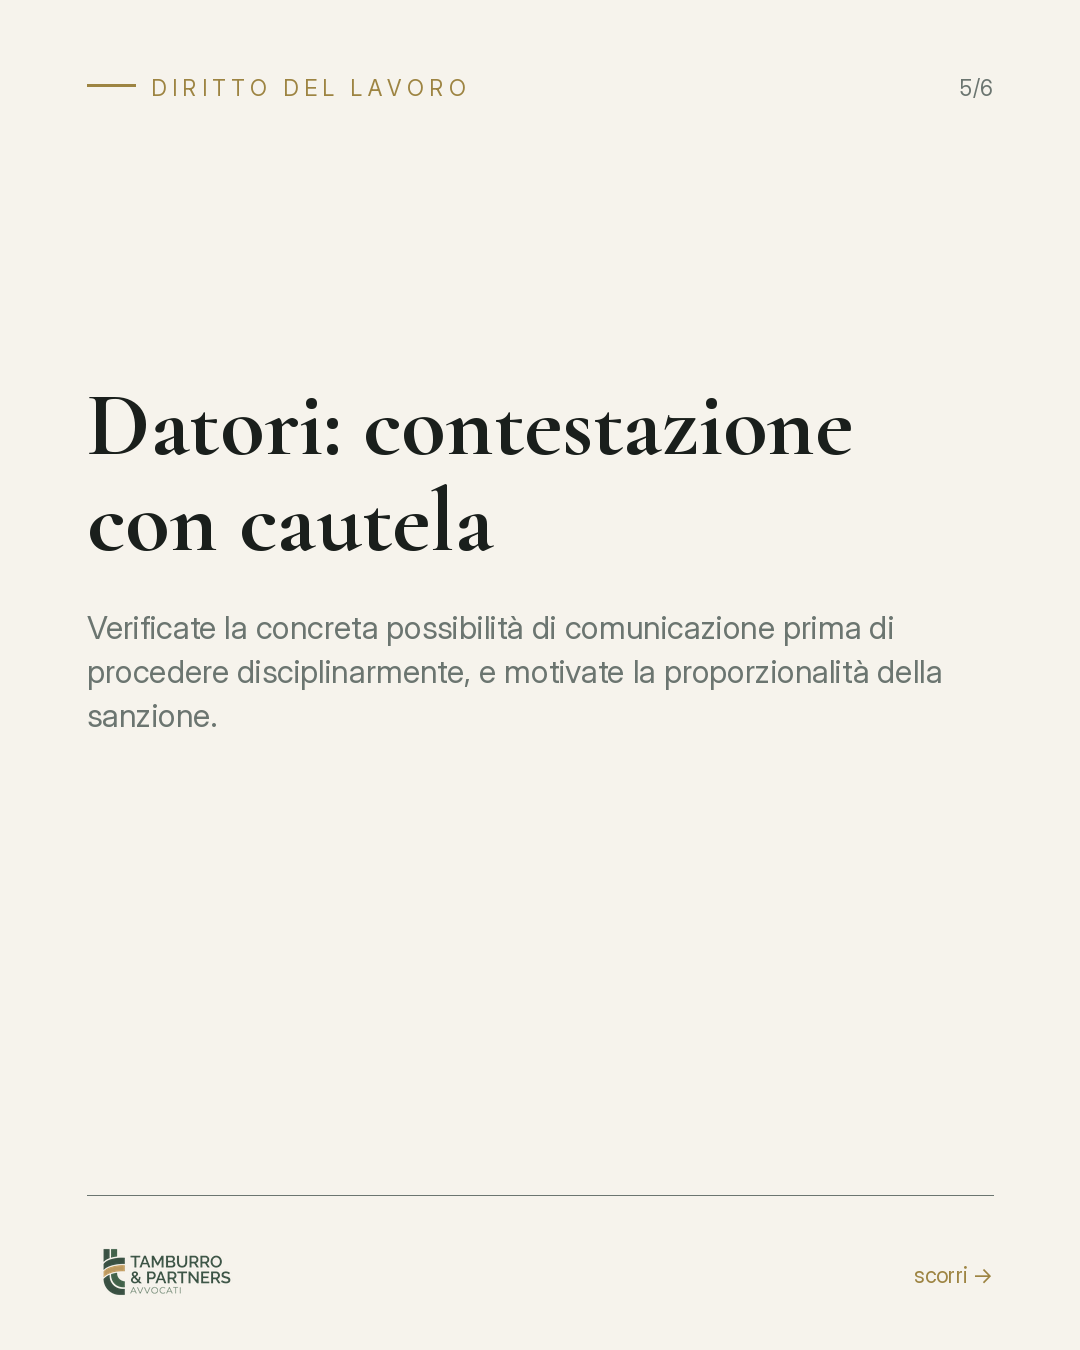 DIRITTO DEL LAVORO
5/6
Datori: contestazione
con cautela
Verificate la concreta possibilità di comunicazione prima di
procedere disciplinarmente, e motivate la proporzionalità della
sanzione.
TAMBURRO
& PARTNERS
AVVOCATI
scorri →